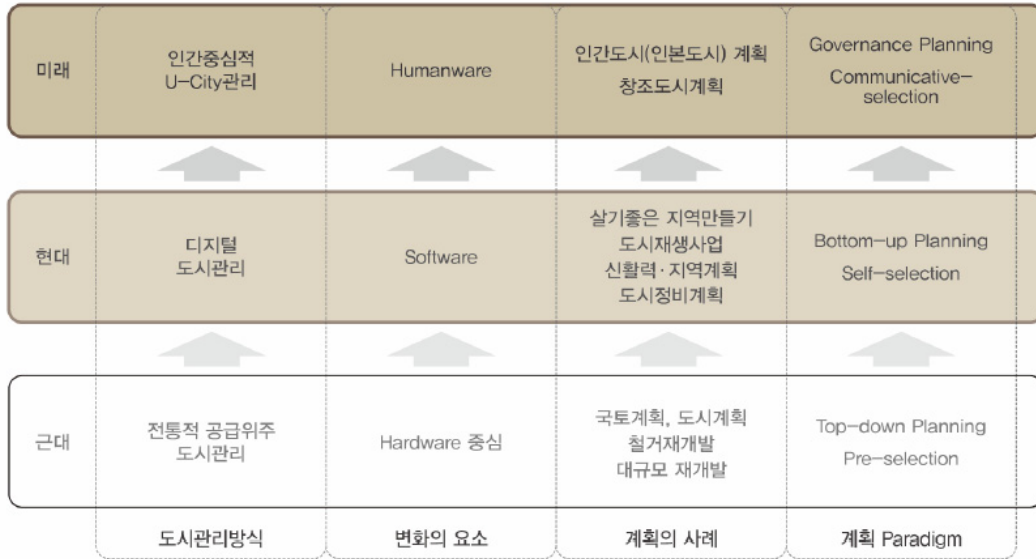 미래
인간중심적
U-City관리
Humanware
인간도시(인본도시) 계획
창조도시계획
Governance Planning
Communicative-
selection
현대
디지털
도시관리
Software
살기좋은 지역만들기
도시재생사업
신활력·지역계획
도시정비계획
Bottom-up Planning
Self-selection
근대
전통적 공급위주
도시관리
Hardware 중심
국토계획, 도시계획
철거재개발
대규모 재개발
Top-down Planning
Pre-selection
도시관리방식
변화의 요소
계획의 사례
계획 Paradigm